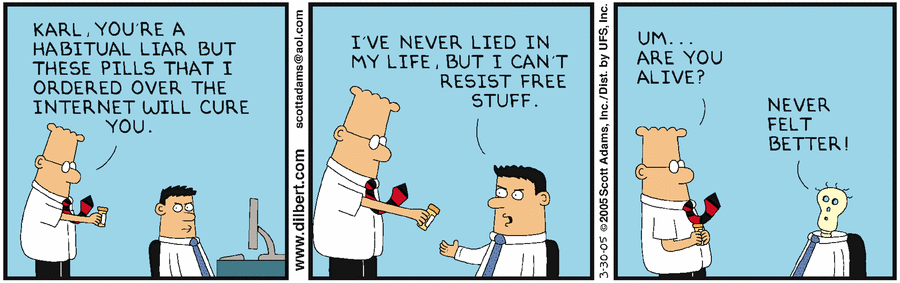 KARL, YOU'RE A
HABITUAL LIAR BUT
THESE PILLS THAT I
ORDERED OVER THE
INTERNET WILL CURE
YOU.
www.dilbert.com
scottadams@aol.com
I'VE NEVER LIED IN
MY LIFE, BUT I CAN'T
RESIST FREE
STUFF.
3-30-05 ©2005 Scott Adams, Inc./Dist. by UFS, Inc.
UM...
ARE YOU
ALIVE?
NEVER
FELT
BETTER!